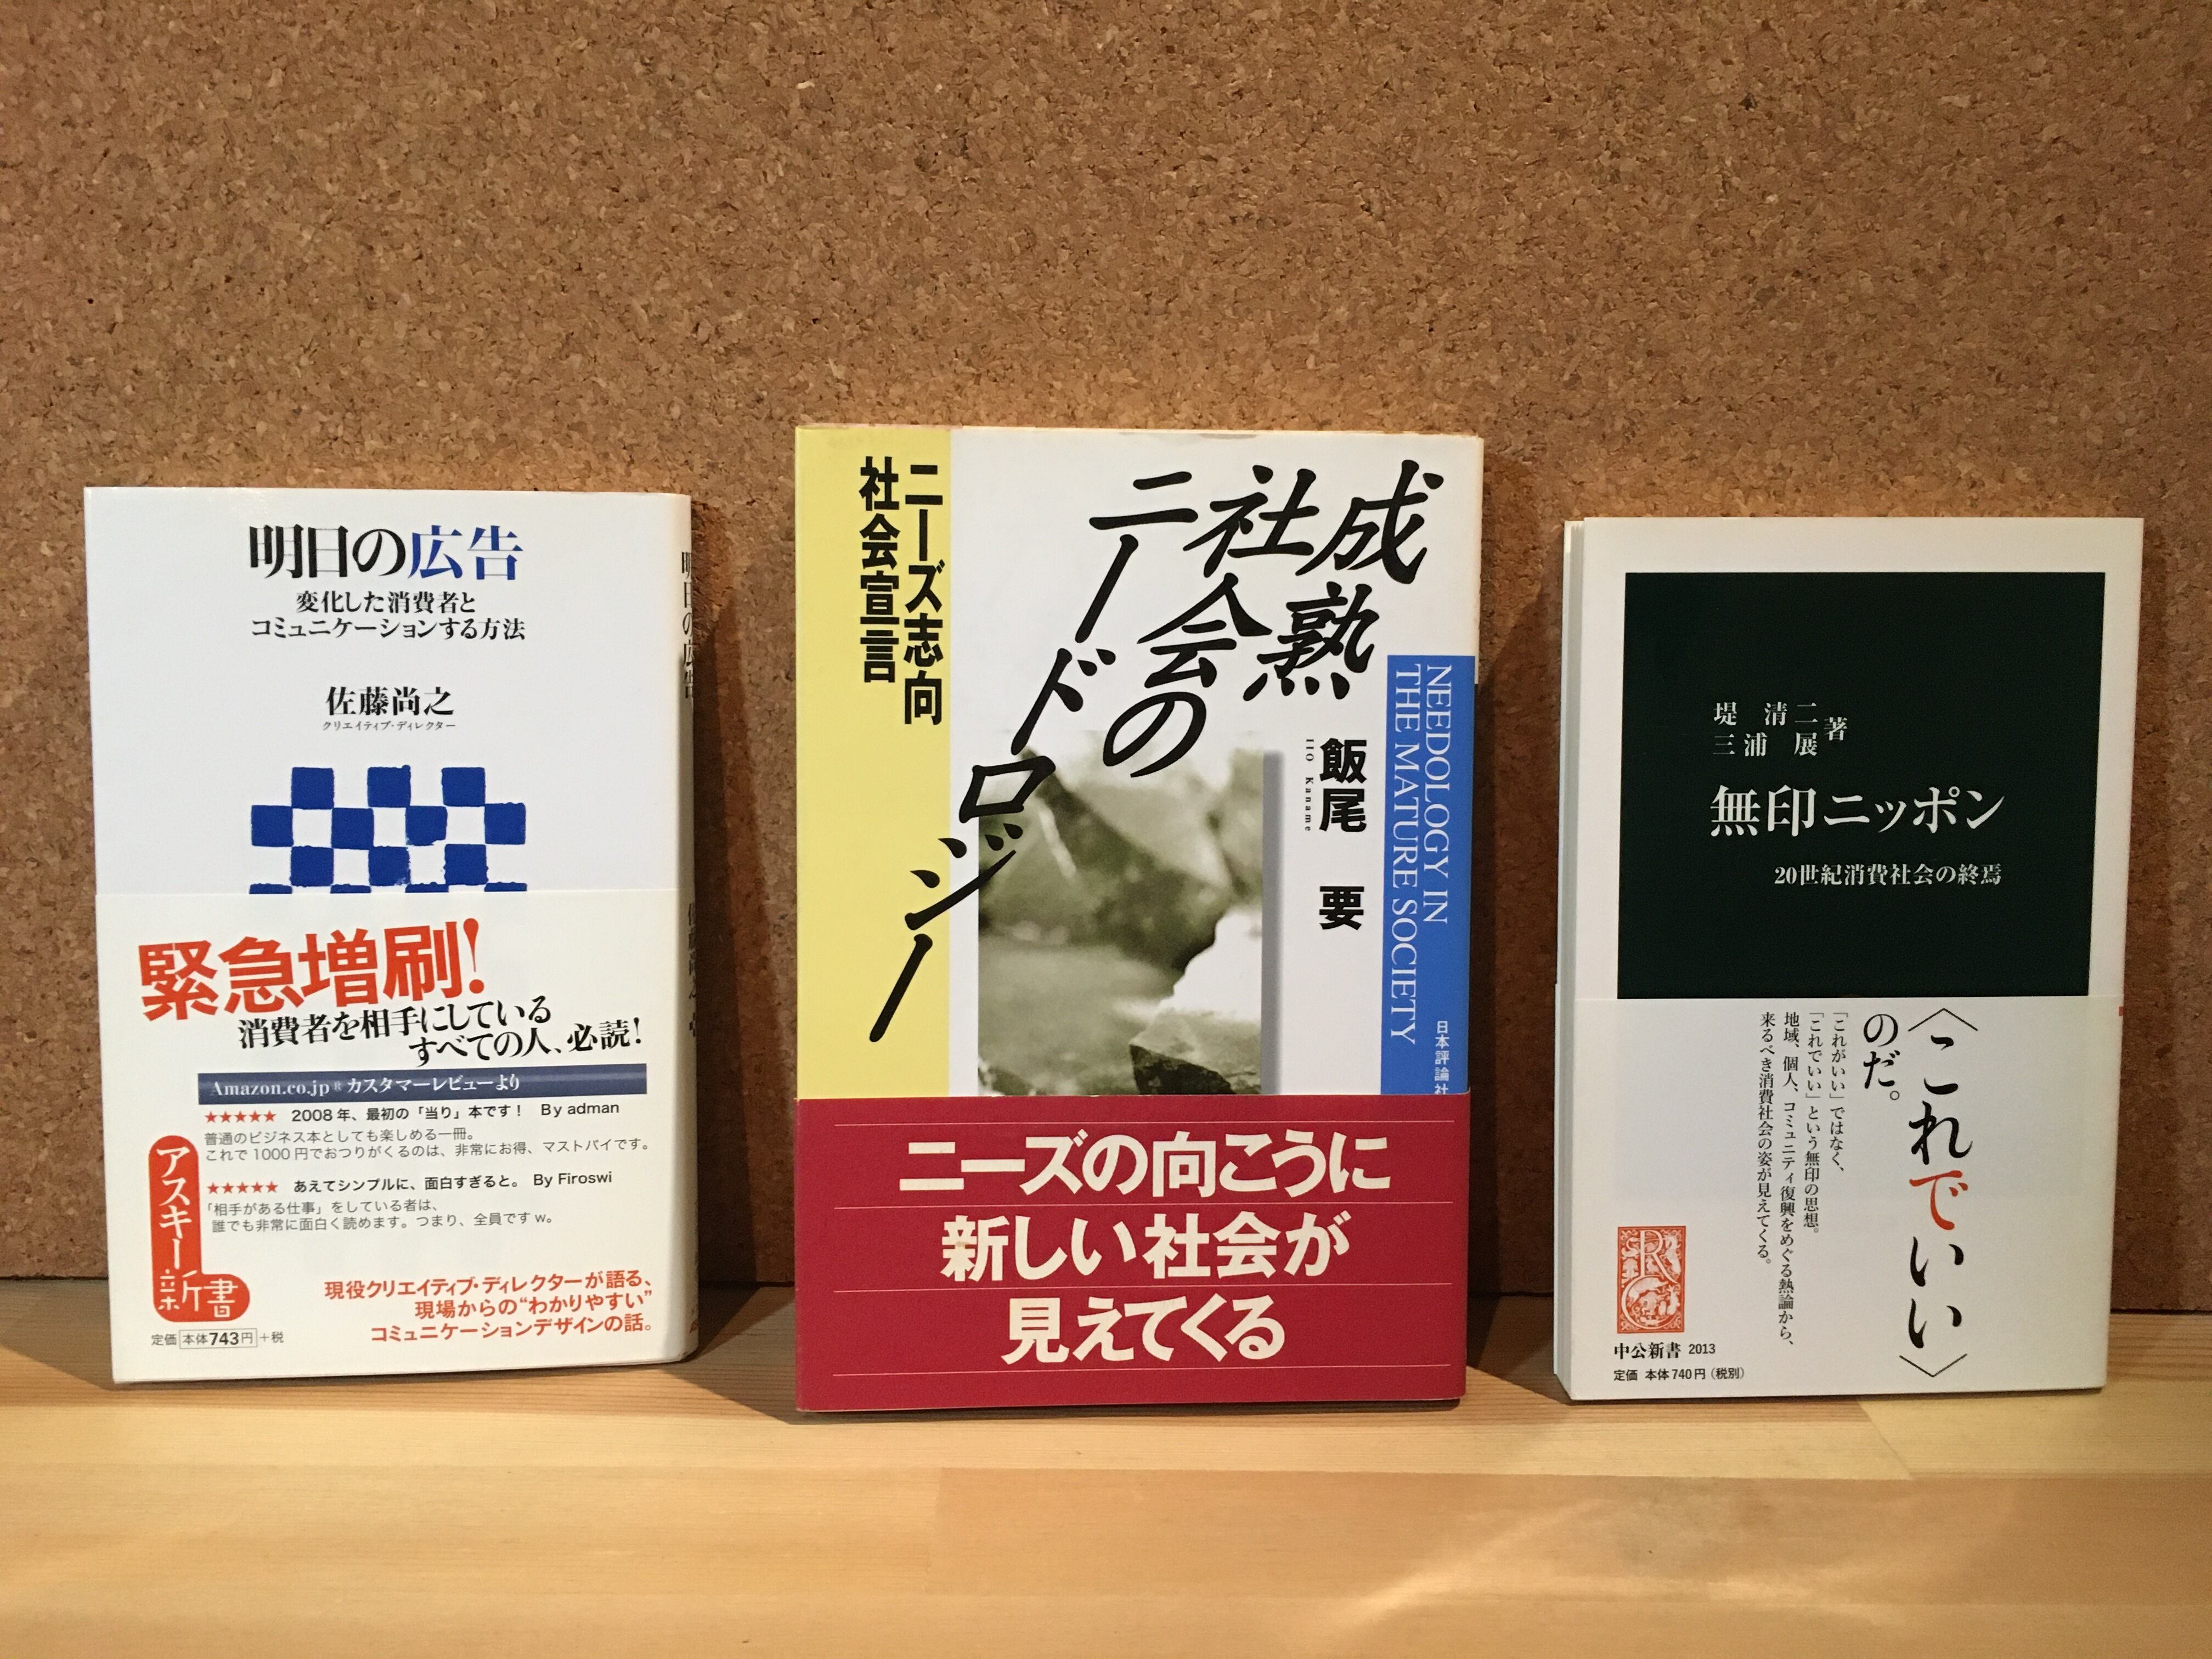 明日の広告
変化した消費者と
コミュニケーションする方法
佐藤尚之
クリエイティブ・ディレクター
緊急増刷!
消費者を相手にしている
すべての人、必読!
Amazon.co.jp® カスタマーレビューより
★★★★★ 2008年、最初の「当り」本です! By adman
普通のビジネス本としても楽しめる一冊。
これで1000円でおつりがくるのは、非常にお得、マストバイです。
★★★★★ あえてシンプルに、面白すぎると。 By Firoswi
「相手がある仕事」をしている者は、
誰でも非常に面白く読めます。つまり、全員ですw。
アスキー新書
現役クリエイティブ・ディレクターが語る、
現場からの“わかりやすい”
コミュニケーションデザインの話。
定価 本体743円+税
明日の広告
成熟
社会の
ニードロジー
ニーズ志向
社会宣言
NEEDOLOGY IN
THE MATURE SOCIETY
飯尾 要
IIO Kaname
日本評論社
ニーズの向こうに
新しい社会が
見えてくる
堤 清二
三浦 展
著
無印ニッポン
20世紀消費社会の終焉
〈これでいい〉
のだ。
「これがいい」ではなく、
「これでいい」という無印の思想。
地域、個人、コミュニティ復興をめぐる熱論から、
来るべき消費社会の姿が見えてくる。
中公新書 2013
定価 本体740円(税別)